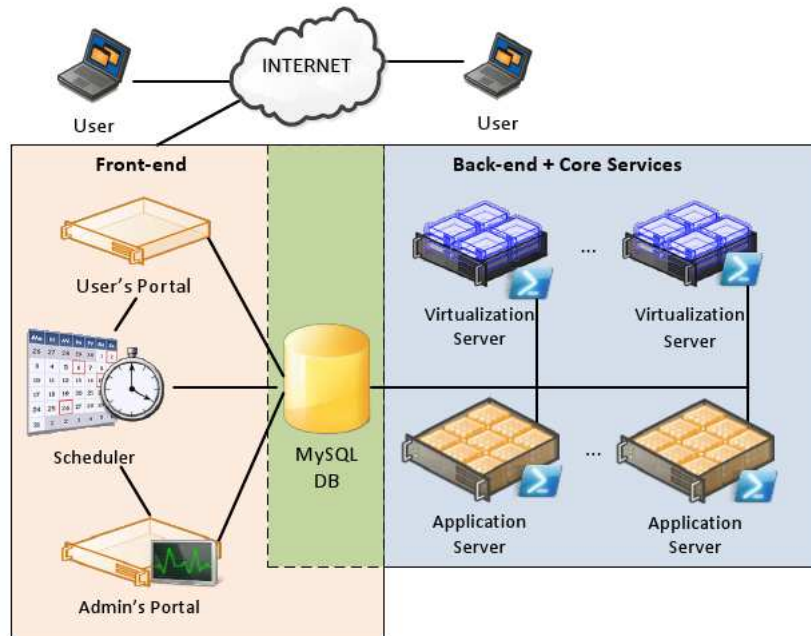 INTERNET
User
User
Front-end
Back-end + Core Services
User's Portal
...
Virtualization
Server
Virtualization
Server
Scheduler
MySQL
DB
...
Application
Server
Application
Server
Admin's Portal